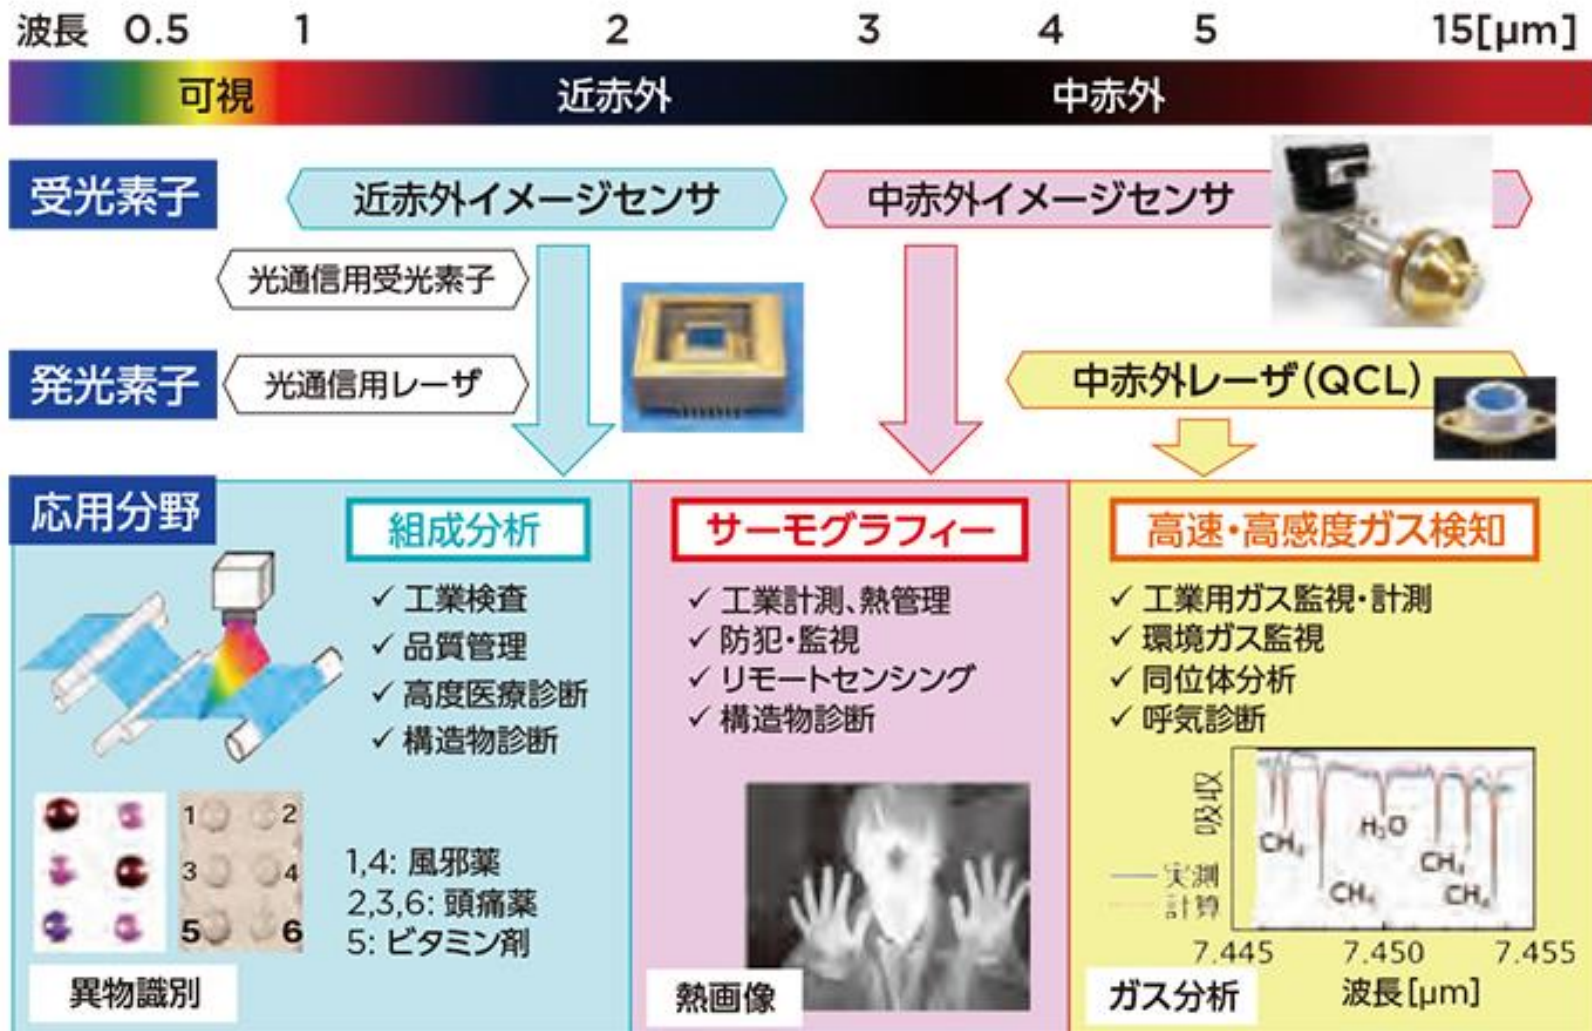 波長 0.5 1 2 3 4 5 15[μm]
可視 近赤外 中赤外
受光素子
近赤外イメージセンサ
中赤外イメージセンサ
光通信用受光素子
発光素子
光通信用レーザ
中赤外レーザ(QCL)
応用分野
組成分析
✓ 工業検査
✓ 品質管理
✓ 高度医療診断
✓ 構造物診断
1 2
3 4
5 6
1,4: 風邪薬
2,3,6: 頭痛薬
5: ビタミン剤
異物識別
サーモグラフィー
✓ 工業計測、熱管理
✓ 防犯・監視
✓ リモートセンシング
✓ 構造物診断
熱画像
高速・高感度ガス検知
✓ 工業用ガス監視・計測
✓ 環境ガス監視
✓ 同位体分析
✓ 呼気診断
吸収
CH₄
H₂O
CH₄
CH₄
CH₄
実測
計算
7.445 7.450 7.455
波長[μm]
ガス分析